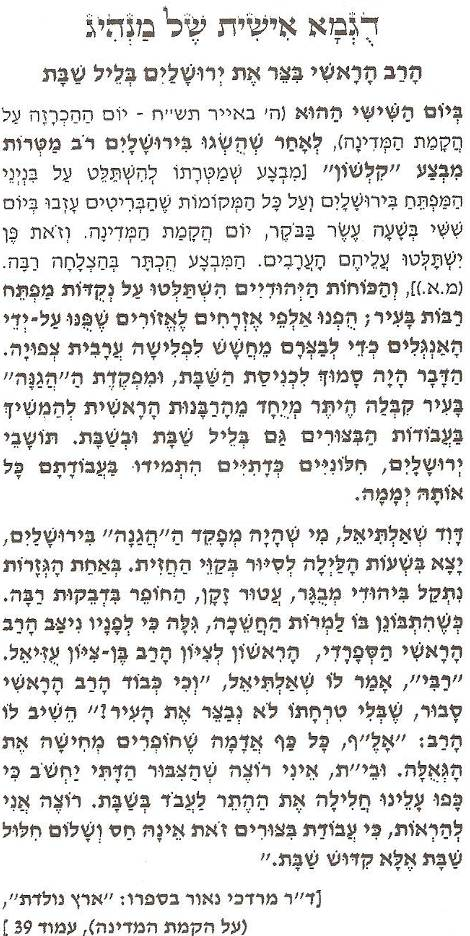 דֻּגְמָא אִישִׁית שֶׁל מַנְהִיג
הָרַב הָרָאשִׁי בִּצֵּר אֶת יְרוּשָׁלַיִם בְּלֵיל שַׁבָּת
בְּיוֹם הַשִּׁישִׁי הַהוּא (ה' באייר תש"ח - יוֹם הַהַכְרָזָה עַל
הֲקָמַת הַמְּדִינָה), לְאַחַר שֶׁהֻשְּׂגוּ בִּירוּשָׁלַיִם רֹב מַטְּרוֹת
מִבְצַע "קִלְּשׁוֹן" [מִבְצָע שֶׁמַּטְּרָתוֹ לְהִשְׁתַּלֵּט עַל בִּנְיְנֵי
הַמַּפְתֵּחַ בִּירוּשָׁלַיִם וְעַל כָּל הַמְּקוֹמוֹת שֶׁהַבְּרִיטִים עָזְבוּ בְּיוֹם
שִׁשִּׁי בְּשָׁעָה עֶשֶׂר בַּבֹּקֶר, יוֹם הֲקָמַת הַמְּדִינָה. וְזֹאת פֶּן
יִשְׁתַּלְּטוּ עֲלֵיהֶם הָעֲרָבִים. הַמִּבְצָע הֻכְתַּר בְּהַצְלָחָה רַבָּה.
(מ.א.)], וְהַכּוֹחוֹת הַיְּהוּדִיִּים הִשְׁתַּלְּטוּ עַל נְקֻדּוֹת מַפְתֵּחַ
רַבּוֹת בָּעִיר; הֻפְנוּ אַלְפֵי אֶזְרָחִים לָאֵזוֹרִים שֶׁפֻּנּוּ עַל-יְדֵי
הָאַנְגְּלִים כְּדֵי לְבַצְּרָם מֵחֲשָׁשׁ לִפְלִישָׁה עֲרָבִית צְפוּיָה.
הַדָּבָר הָיָה סָמוּךְ לִכְנִיסַת הַשַּׁבָּת, וּמִפְקֶדֶת הַ"הֲגַנָּה"
בָּעִיר קִבְּלָה הֶיתֵּר מְיֻחָד מֵהָרַבָּנוּת הָרָאשִׁית לְהַמְשִׁיךְ
בַּעֲבוֹדוֹת הַבִּצּוּרִים גַּם בְּלֵיל שַׁבָּת וּבְשַׁבָּת. תּוֹשָׁבֵי
יְרוּשָׁלַיִם, חִלּוֹנִיִּים כְּדָתִיִּים הִתְמִידוּ בַּעֲבוֹדָתָם כָּל
אוֹתָהּ יְמָמָה.
דָּוִד שְׁאַלְתִּיאֵל, מִי שֶׁהָיָה מְפַקֵּד הַ"הֲגַנָּה" בִּירוּשָׁלַיִם,
יָצָא בִּשְׁעוֹת הַלַּיְלָה לְסִיּוּר בְּקַוֵּי הַחֲזִית. בְּאַחַת הַגְּזָרוֹת
נִתְקַל בִּיהוּדִי מְבֻגָּר, עֲטוּר זָקָן, הַחוֹפֵר בִּדְבֵקוּת רַבָּה.
כְּשֶׁהִתְבּוֹנֵן בּוֹ לַמְרוֹת הַחֲשֵׁכָה, גִּלָּה כִּי לְפָנָיו נִיצָּב הָרַב
הָרָאשִׁי הַסְּפָרָדִי, הָרִאשׁוֹן לְצִיּוֹן הָרַב בֶּן-צִיּוֹן עֻזִּיאֵל.
"רַבִּי", אָמַר לוֹ שְׁאַלְתִּיאֵל, "וְכִי כְּבוֹד הָרַב הָרָאשִׁי
סָבוּר, שֶׁבְּלִי טִרְחָתוֹ לֹא נְבַצֵּר אֶת הָעִיר?" הֵשִׁיב לוֹ
הָרַב: "אָלֶ"ף, כָּל כַּף אֲדָמָה שֶׁחוֹפְרִים מְחִישָׁה אֶת
הַגְּאֻלָּה. וּבֵי"ת, אֵינִי רוֹצֶה שֶׁהַצִּבּוּר הַדָּתִי יַחְשֹׁב כִּי
כָּפוּ עָלֵינוּ חָלִילָה אֶת הַהֶתֵּר לַעֲבֹד בְּשַׁבָּת. רוֹצֶה אֲנִי
לְהַרְאוֹת, כִּי עֲבוֹדַת בִּצּוּרִים זֹאת אֵינָהּ חַס וְשָׁלוֹם חִלּוּל
שַׁבָּת אֶלָּא קִדּוּשׁ שַׁבָּת."
[ד"ר מרדכי נאור בספרו: "ארץ נולדת",
(על הקמת המדינה), עמוד 39 ]